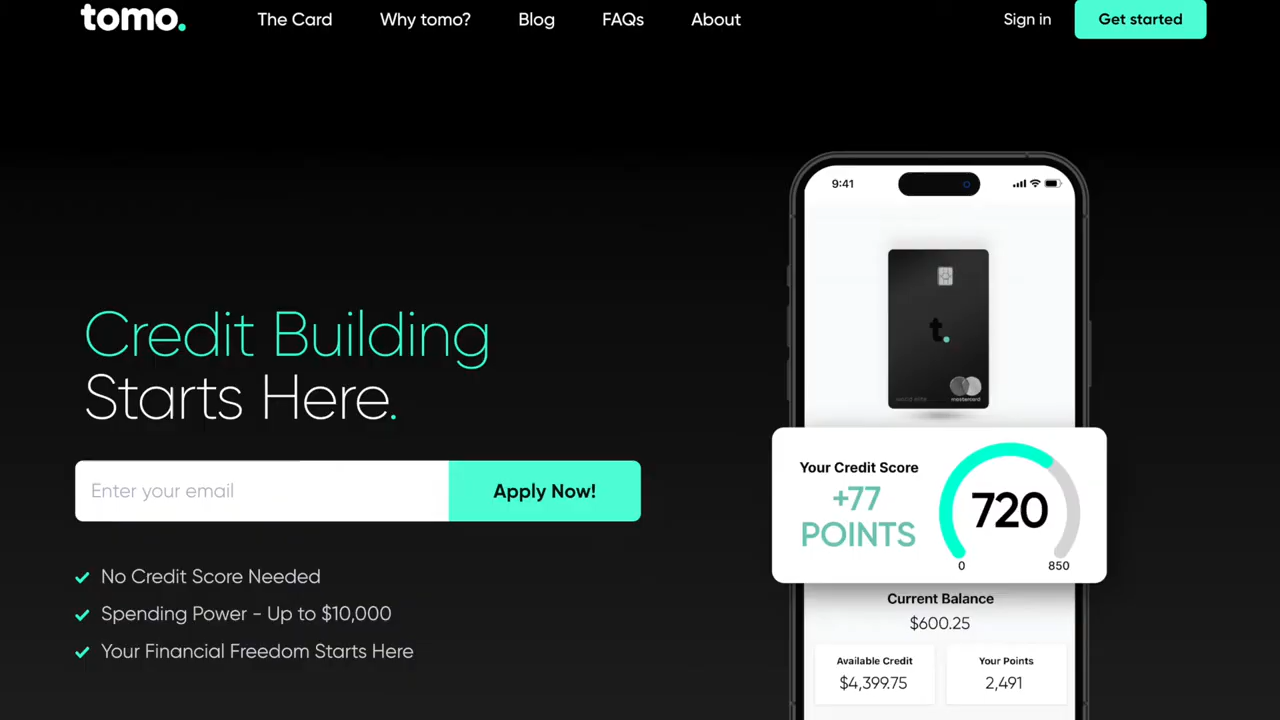 tomo.
The Card
Why tomo?
Blog
FAQs
About
Sign in
Get started
Credit Building
Starts Here.
Enter your email
Apply Now!
No Credit Score Needed
Spending Power - Up to $10,000
Your Financial Freedom Starts Here
9:41
t.
world elite
mastercard
Your Credit Score
+77
POINTS
720
0
850
Current Balance
$600.25
Available Credit
$4,399.75
Your Points
2,491